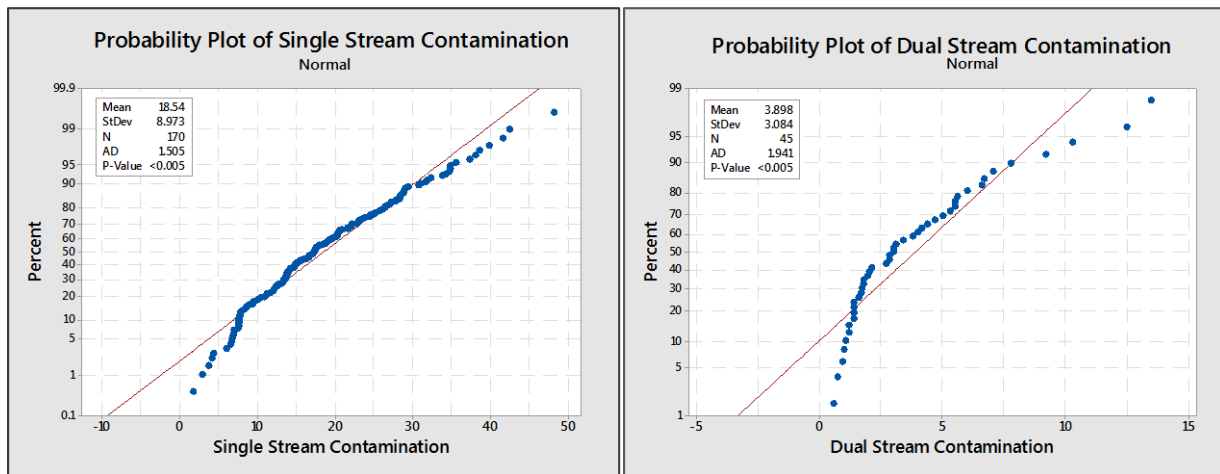 Probability Plot of Single Stream Contamination
Normal
99.9
99
95
90
80
70
60
50
40
30
20
10
5
1
0.1
Percent
Mean 18.54
StDev 8.973
N 170
AD 1.505
P-Value <0.005
-10 0 10 20 30 40 50
Single Stream Contamination
Probability Plot of Dual Stream Contamination
Normal
99
95
90
80
70
60
50
40
30
20
10
5
1
Percent
Mean 3.898
StDev 3.084
N 45
AD 1.941
P-Value <0.005
-5 0 5 10 15
Dual Stream Contamination